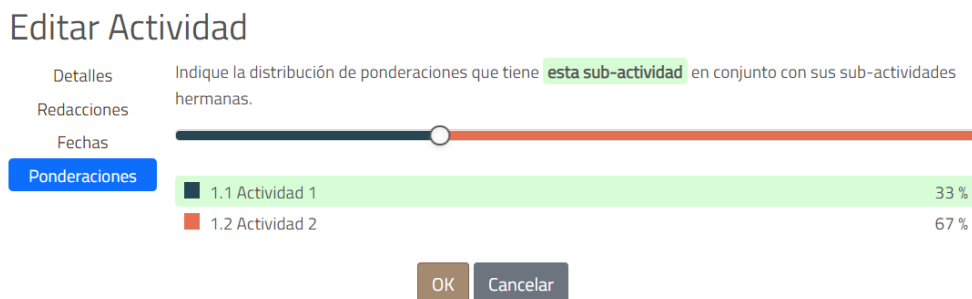 Editar Actividad
Detalles
Redacciones
Fechas
Ponderaciones
Indique la distribución de ponderaciones que tiene esta sub-actividad en conjunto con sus sub-actividades
hermanas.
1.1 Actividad 1 33 %
1.2 Actividad 2 67 %
OK Cancelar